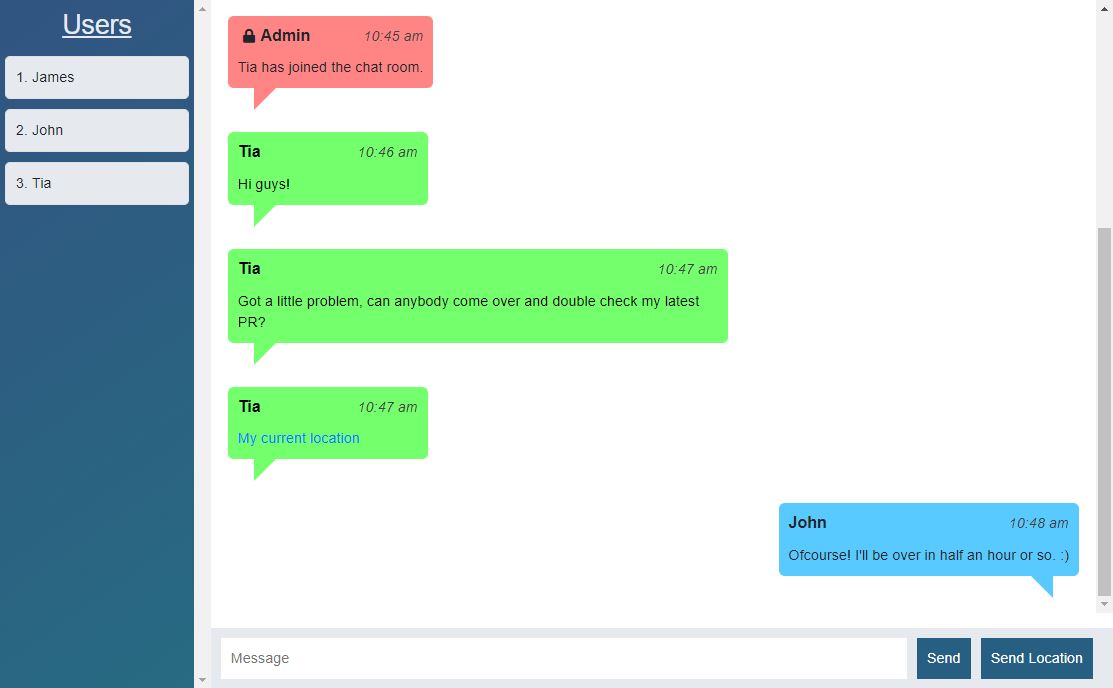 Users
1. James
2. John
3. Tia
Admin 10:45 am
Tia has joined the chat room.
Tia 10:46 am
Hi guys!
Tia 10:47 am
Got a little problem, can anybody come over and double check my latest
PR?
Tia 10:47 am
My current location
John 10:48 am
Ofcourse! I'll be over in half an hour or so. :)
Message Send Send Location